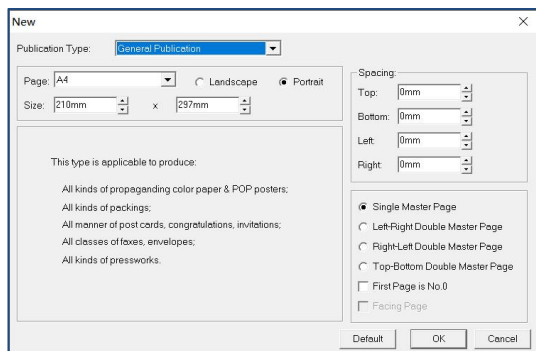 New
Publication Type: General Publication
Page: A4 Landscape Portrait
Size: 210mm x 297mm
Spacing:
Top: 0mm
Bottom: 0mm
Left: 0mm
Right: 0mm
This type is applicable to produce:
All kinds of propaganding color paper & POP posters;
All kinds of packings;
All manner of post cards, congratulations, invitations;
All classes of faxes, envelopes;
All kinds of pressworks.
Single Master Page
Left-Right Double Master Page
Right-Left Double Master Page
Top-Bottom Double Master Page
First Page is No.0
Facing Page
Default OK Cancel